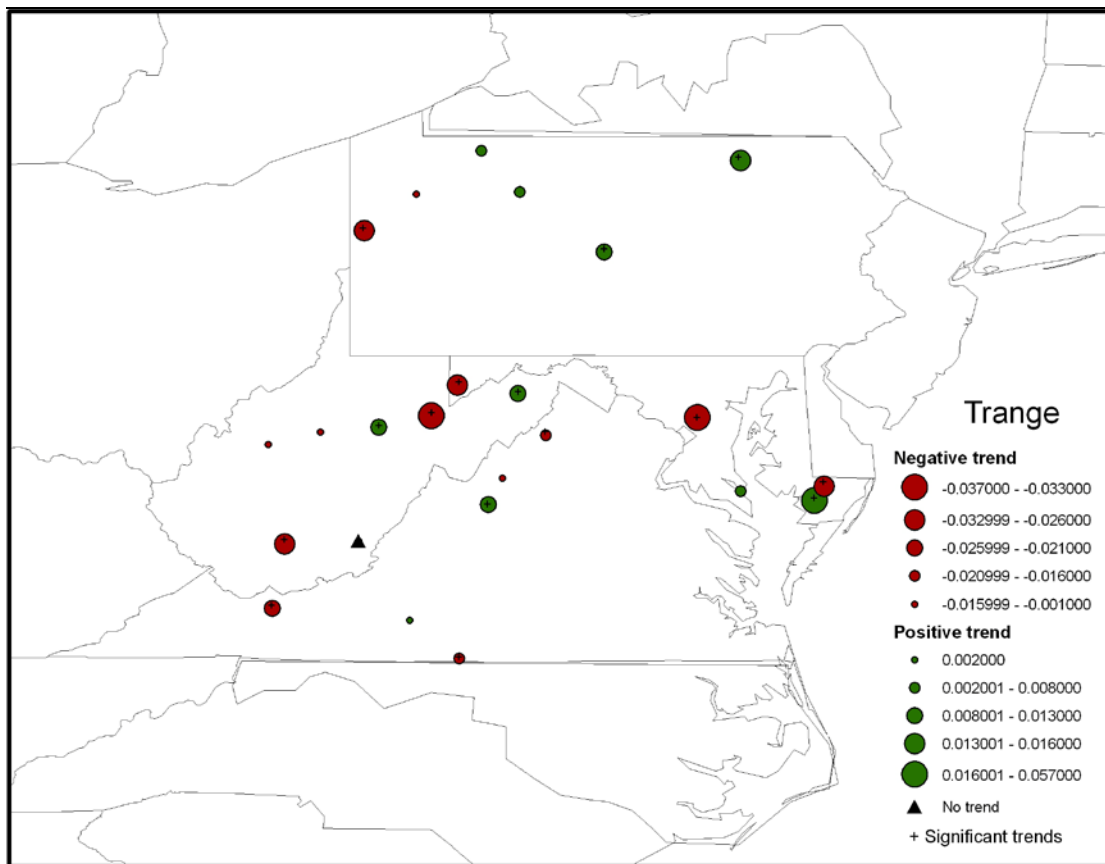 Trange
Negative trend
-0.037000 - -0.033000
-0.032999 - -0.026000
-0.025999 - -0.021000
-0.020999 - -0.016000
-0.015999 - -0.001000
Positive trend
0.002000
0.002001 - 0.008000
0.008001 - 0.013000
0.013001 - 0.016000
0.016001 - 0.057000
No trend
+ Significant trends